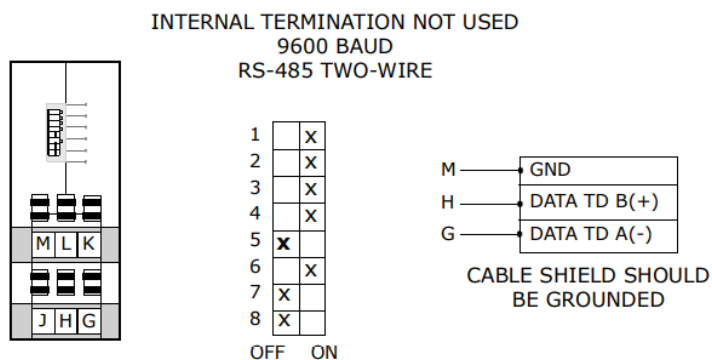 INTERNAL TERMINATION NOT USED
9600 BAUD
RS-485 TWO-WIRE
M L K
J H G
1 x
2 x
3 x
4 x
5 x
6 x
7 x
8 x
OFF ON
M GND
H DATA TD B(+)
G DATA TD A(-)
CABLE SHIELD SHOULD
BE GROUNDED